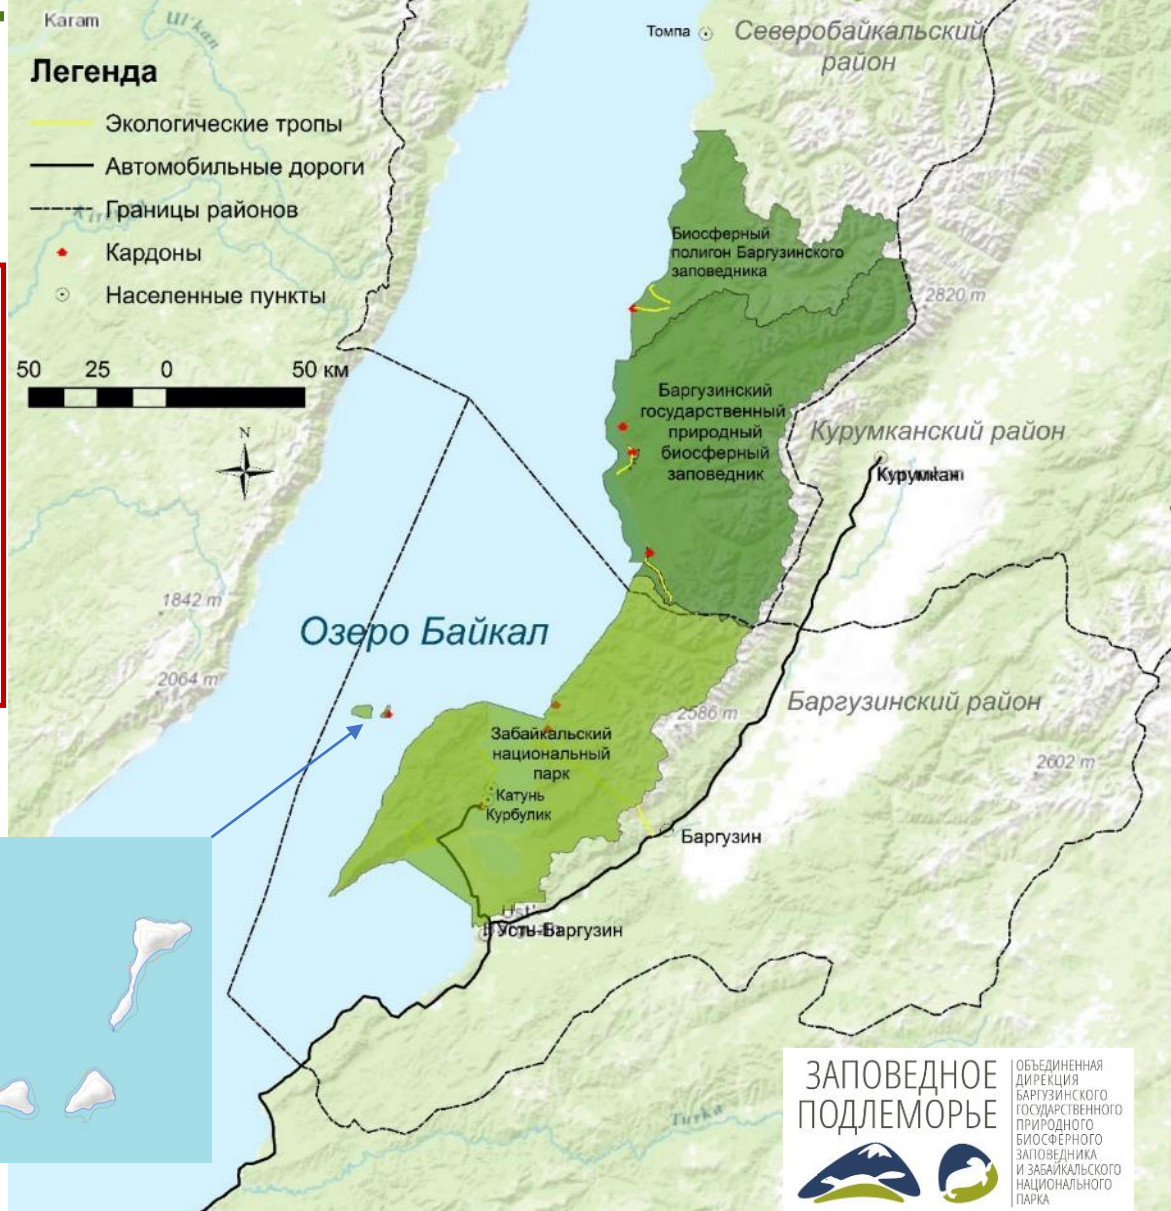 Karam
Ul'kan
Томпа
Северобайкальский
район
Легенда
Экологические тропы
Автомобильные дороги
Границы районов
Кардоны
Населенные пункты
50 25 0 50 км
N
Биосферный
полигон Баргузинского
заповедника
2820 m
Баргузинский
государственный
природный
биосферный
заповедник
Курумканский район
Курумкан
1842 m
Озеро Байкал
2064 m
Баргузинский район
2586 m
2602 m
Забайкальский
национальный
парк
Катунь
Курбулик
Баргузин
Усть-Баргузин
Turka
ЗАПОВЕДНОЕ
ПОДЛЕМОРЬЕ
ОБЪЕДИНЕННАЯ
ДИРЕКЦИЯ
БАРГУЗИНСКОГО
ГОСУДАРСТВЕННОГО
ПРИРОДНОГО
БИОСФЕРНОГО
ЗАПОВЕДНИКА
И ЗАБАЙКАЛЬСКОГО
НАЦИОНАЛЬНОГО
ПАРКА